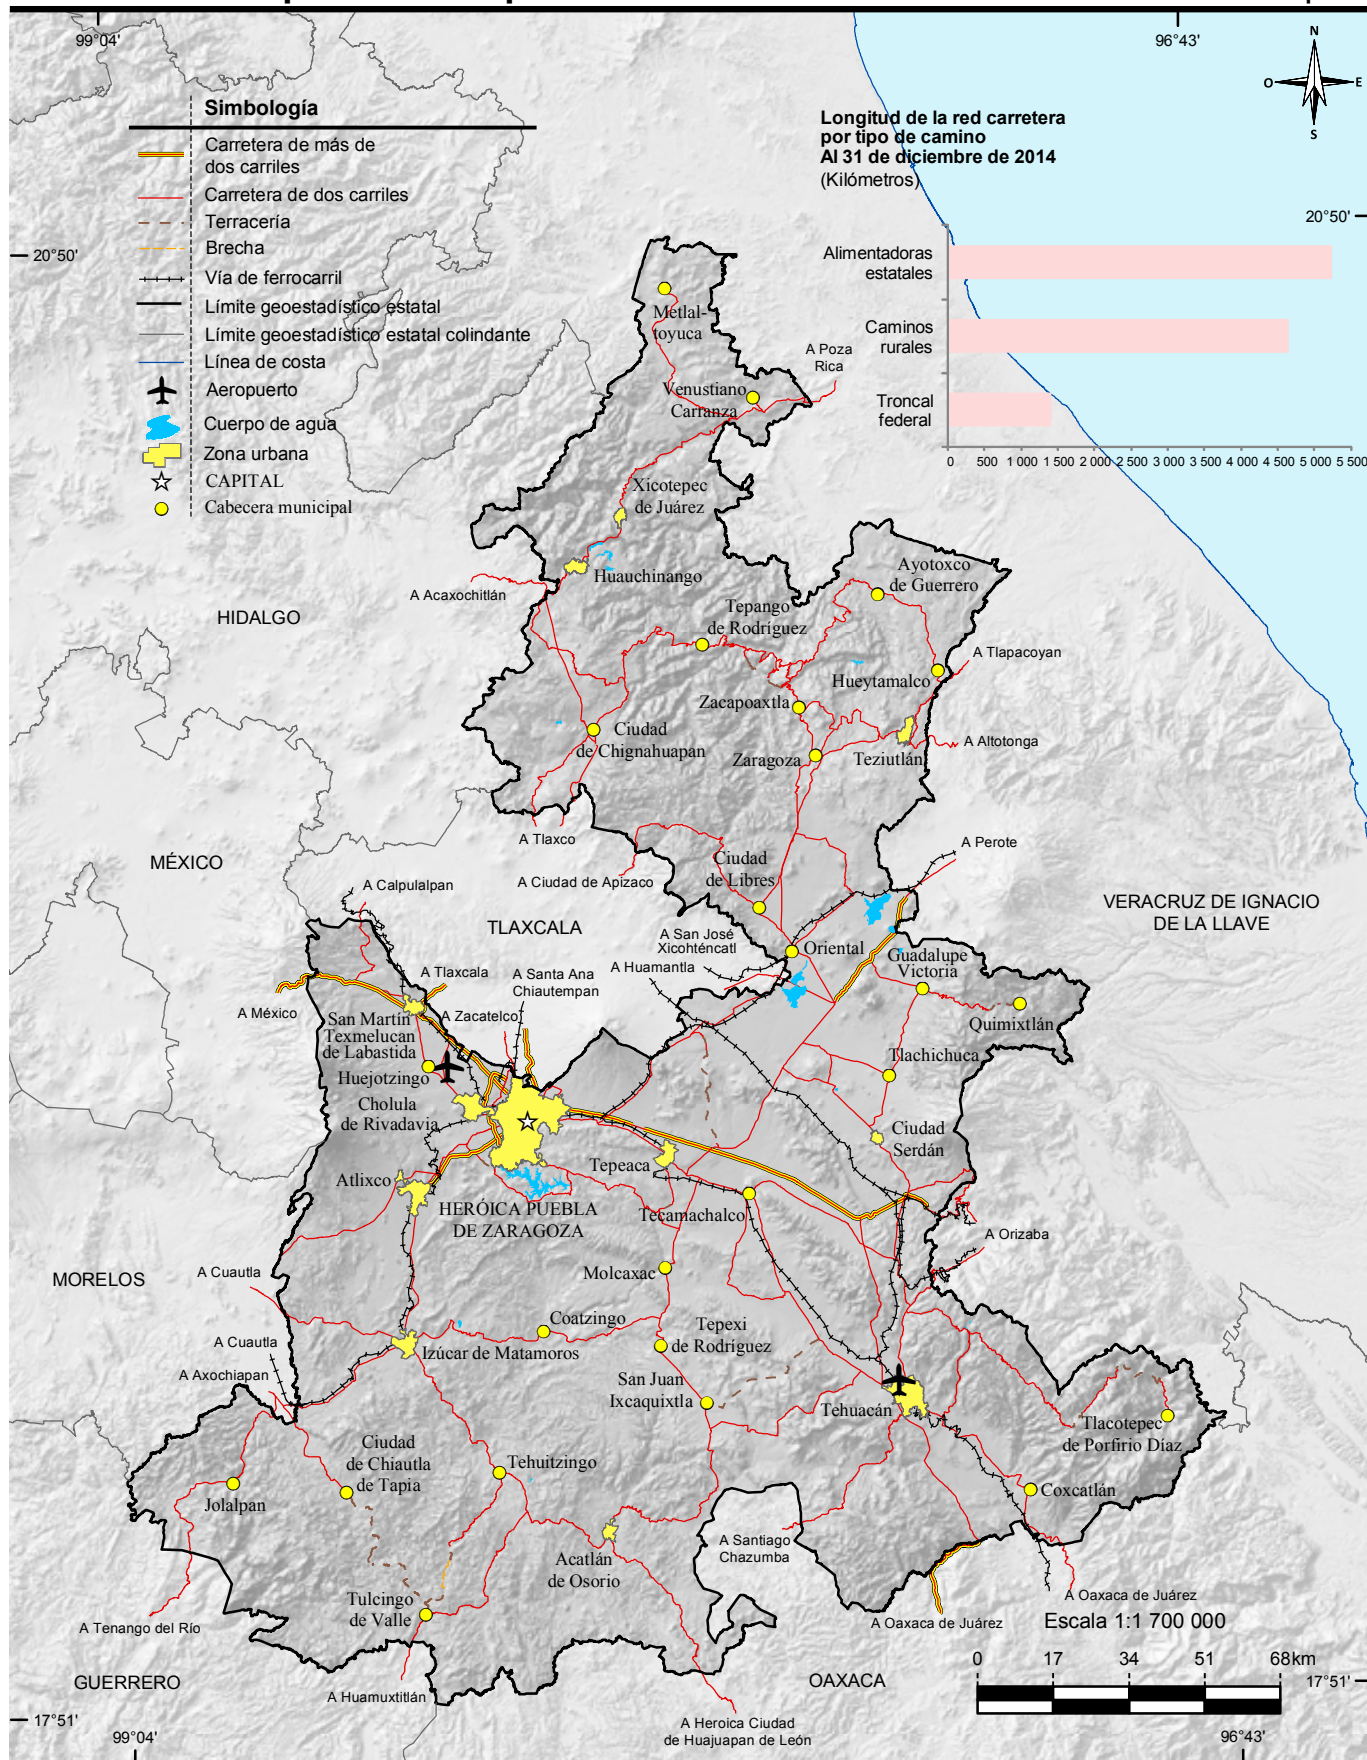 99°04'
96°43'
N
O
E
S
Simbología
Carretera de más de
dos carriles
Carretera de dos carriles
Terracería
Brecha
Vía de ferrocarril
Límite geoestadístico estatal
Límite geoestadístico estatal colindante
Línea de costa
Aeropuerto
Cuerpo de agua
Zona urbana
CAPITAL
Cabecera municipal
Longitud de la red carretera
por tipo de camino
Al 31 de diciembre de 2014
(Kilómetros)
20°50'
20°50'
Alimentadoras
estatales
Caminos
rurales
Troncal
federal
0 500 1 000 1 500 2 000 2 500 3 000 3 500 4 000 4 500 5 000 5 500
Metlal-
toyuca
A Poza
Rica
Venustiano
Carranza
Xicotepec
de Juárez
Huauchinango
A Acaxochitlán
HIDALGO
Ayotoxco
de Guerrero
Tepango
de Rodríguez
A Tlapacoyan
Hueytamalco
Zacapoaxtla
Ciudad
de Chignahuapan
Zaragoza
Teziutlán
A Altotonga
A Tlaxco
A Perote
MÉXICO
A Calpulalpan
A Ciudad de Apizaco
Ciudad
de Libres
VERACRUZ DE IGNACIO
DE LA LLAVE
TLAXCALA
A San José
Xicohténcatl
Oriental
A Huamantla
Guadalupe
Victoria
A Tlaxcala
A Santa Ana
Chiautempan
A México
A Zacatelco
San Martín
Texmelucan
de Labastida
Quimixtlán
Huejotzingo
Tlachichuca
Cholula
de Rivadavia
Ciudad
Serdán
Tepeaca
Atlixco
HERÓICA PUEBLA
DE ZARAGOZA
Tecamachalco
A Orizaba
MORELOS
A Cuautla
Molcaxac
Coatzingo
Tepexi
de Rodríguez
A Cuautla
Izúcar de Matamoros
A Axochiapan
San Juan
Ixcaquixtla
Tehuacán
Tlacotepec
de Porfirio Díaz
Ciudad
de Chiautla
de Tapia
Tehuitzingo
Jolalpan
Coxcatlán
A Santiago
Chazumba
Acatlán
de Osorio
Tulcingo
de Valle
A Oaxaca de Juárez
A Oaxaca de Juárez
A Tenango del Río
Escala 1:1 700 000
0 17 34 51 68km
GUERRERO
A Huamuxtitlán
OAXACA
17°51'
17°51'
A Heroica Ciudad
de Huajuapan de León
99°04'
96°43'